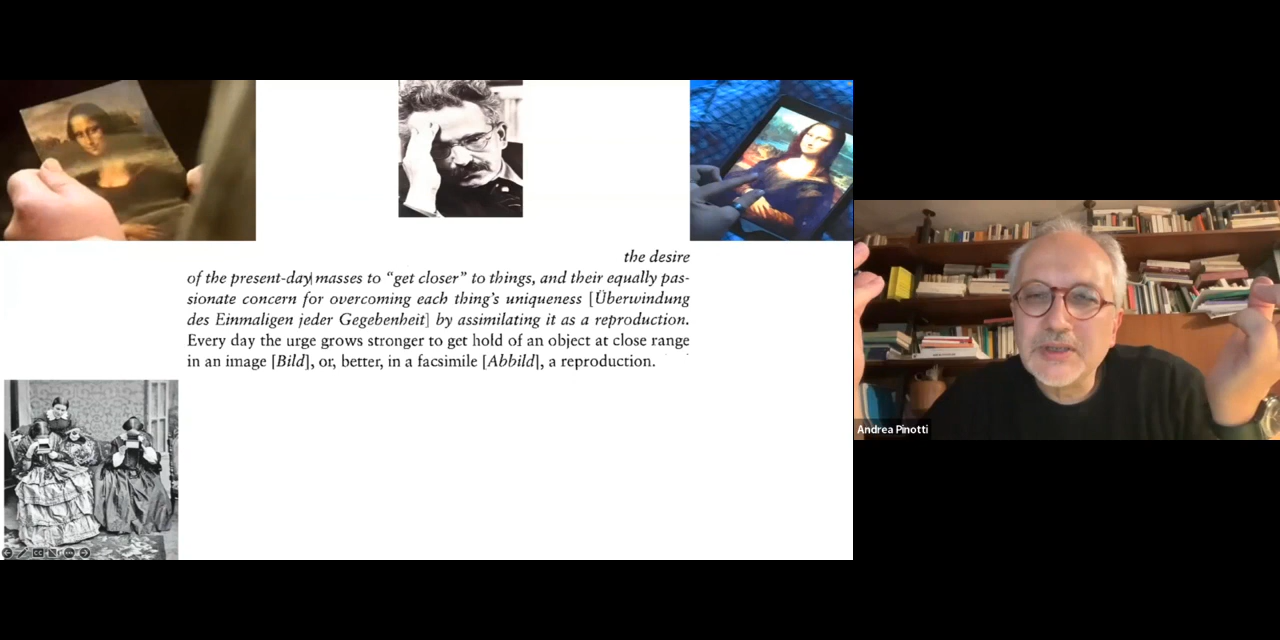 the desire
of the present-day masses to “get closer” to things, and their equally pas-
sionate concern for overcoming each thing’s uniqueness [Überwindung
des Einmaligen jeder Gegebenheit] by assimilating it as a reproduction.
Every day the urge grows stronger to get hold of an object at close range
in an image [Bild], or, better, in a facsimile [Abbild], a reproduction.
Andrea Pinotti